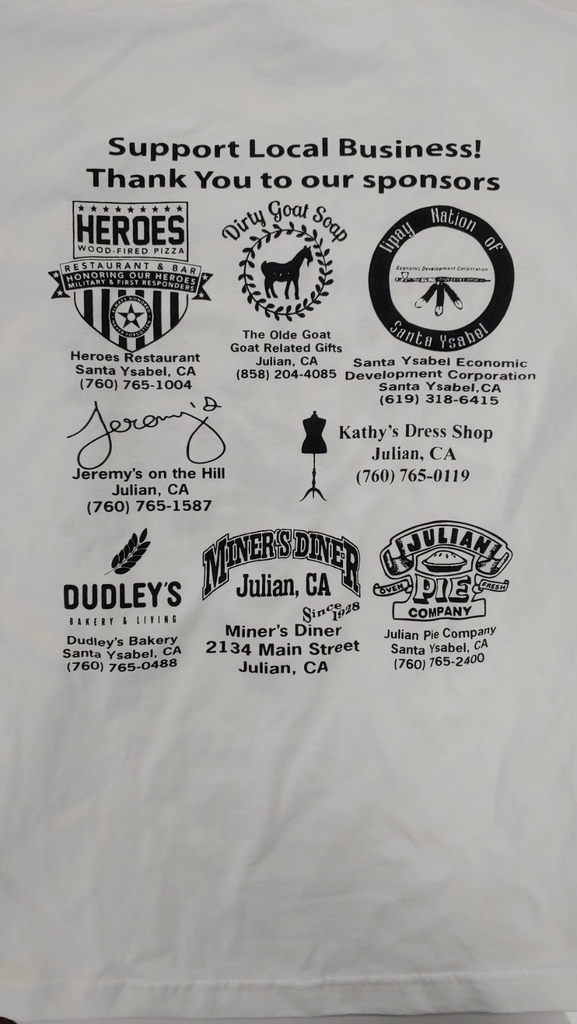 Support Local Business!
Thank You to our sponsors
HEROES
WOOD-FIRED PIZZA
RESTAURANT & BAR
HONORING OUR HEROES
MILITARY & FIRST RESPONDERS
Heroes Restaurant
Santa Ysabel, CA
(760) 765-1004
Dirty Goat Soap
The Olde Goat
Goat Related Gifts
Julian, CA
(858) 204-4085
Iipay Nation of
Economic Development Corporation
Santa Ysabel
Santa Ysabel Economic
Development Corporation
Santa Ysabel,CA
(619) 318-6415
Jeremy's
Jeremy's on the Hill
Julian, CA
(760) 765-1587
Kathy's Dress Shop
Julian, CA
(760) 765-0119
DUDLEY'S
BAKERY & LIVING
Dudley's Bakery
Santa Ysabel, CA
(760) 765-0488
MINER'S DINER
Julian, CA
Since 1928
Miner's Diner
2134 Main Street
Julian, CA
JULIAN
OVEN PIE FRESH
COMPANY
Julian Pie Company
Santa Ysabel, CA
(760) 765-2400